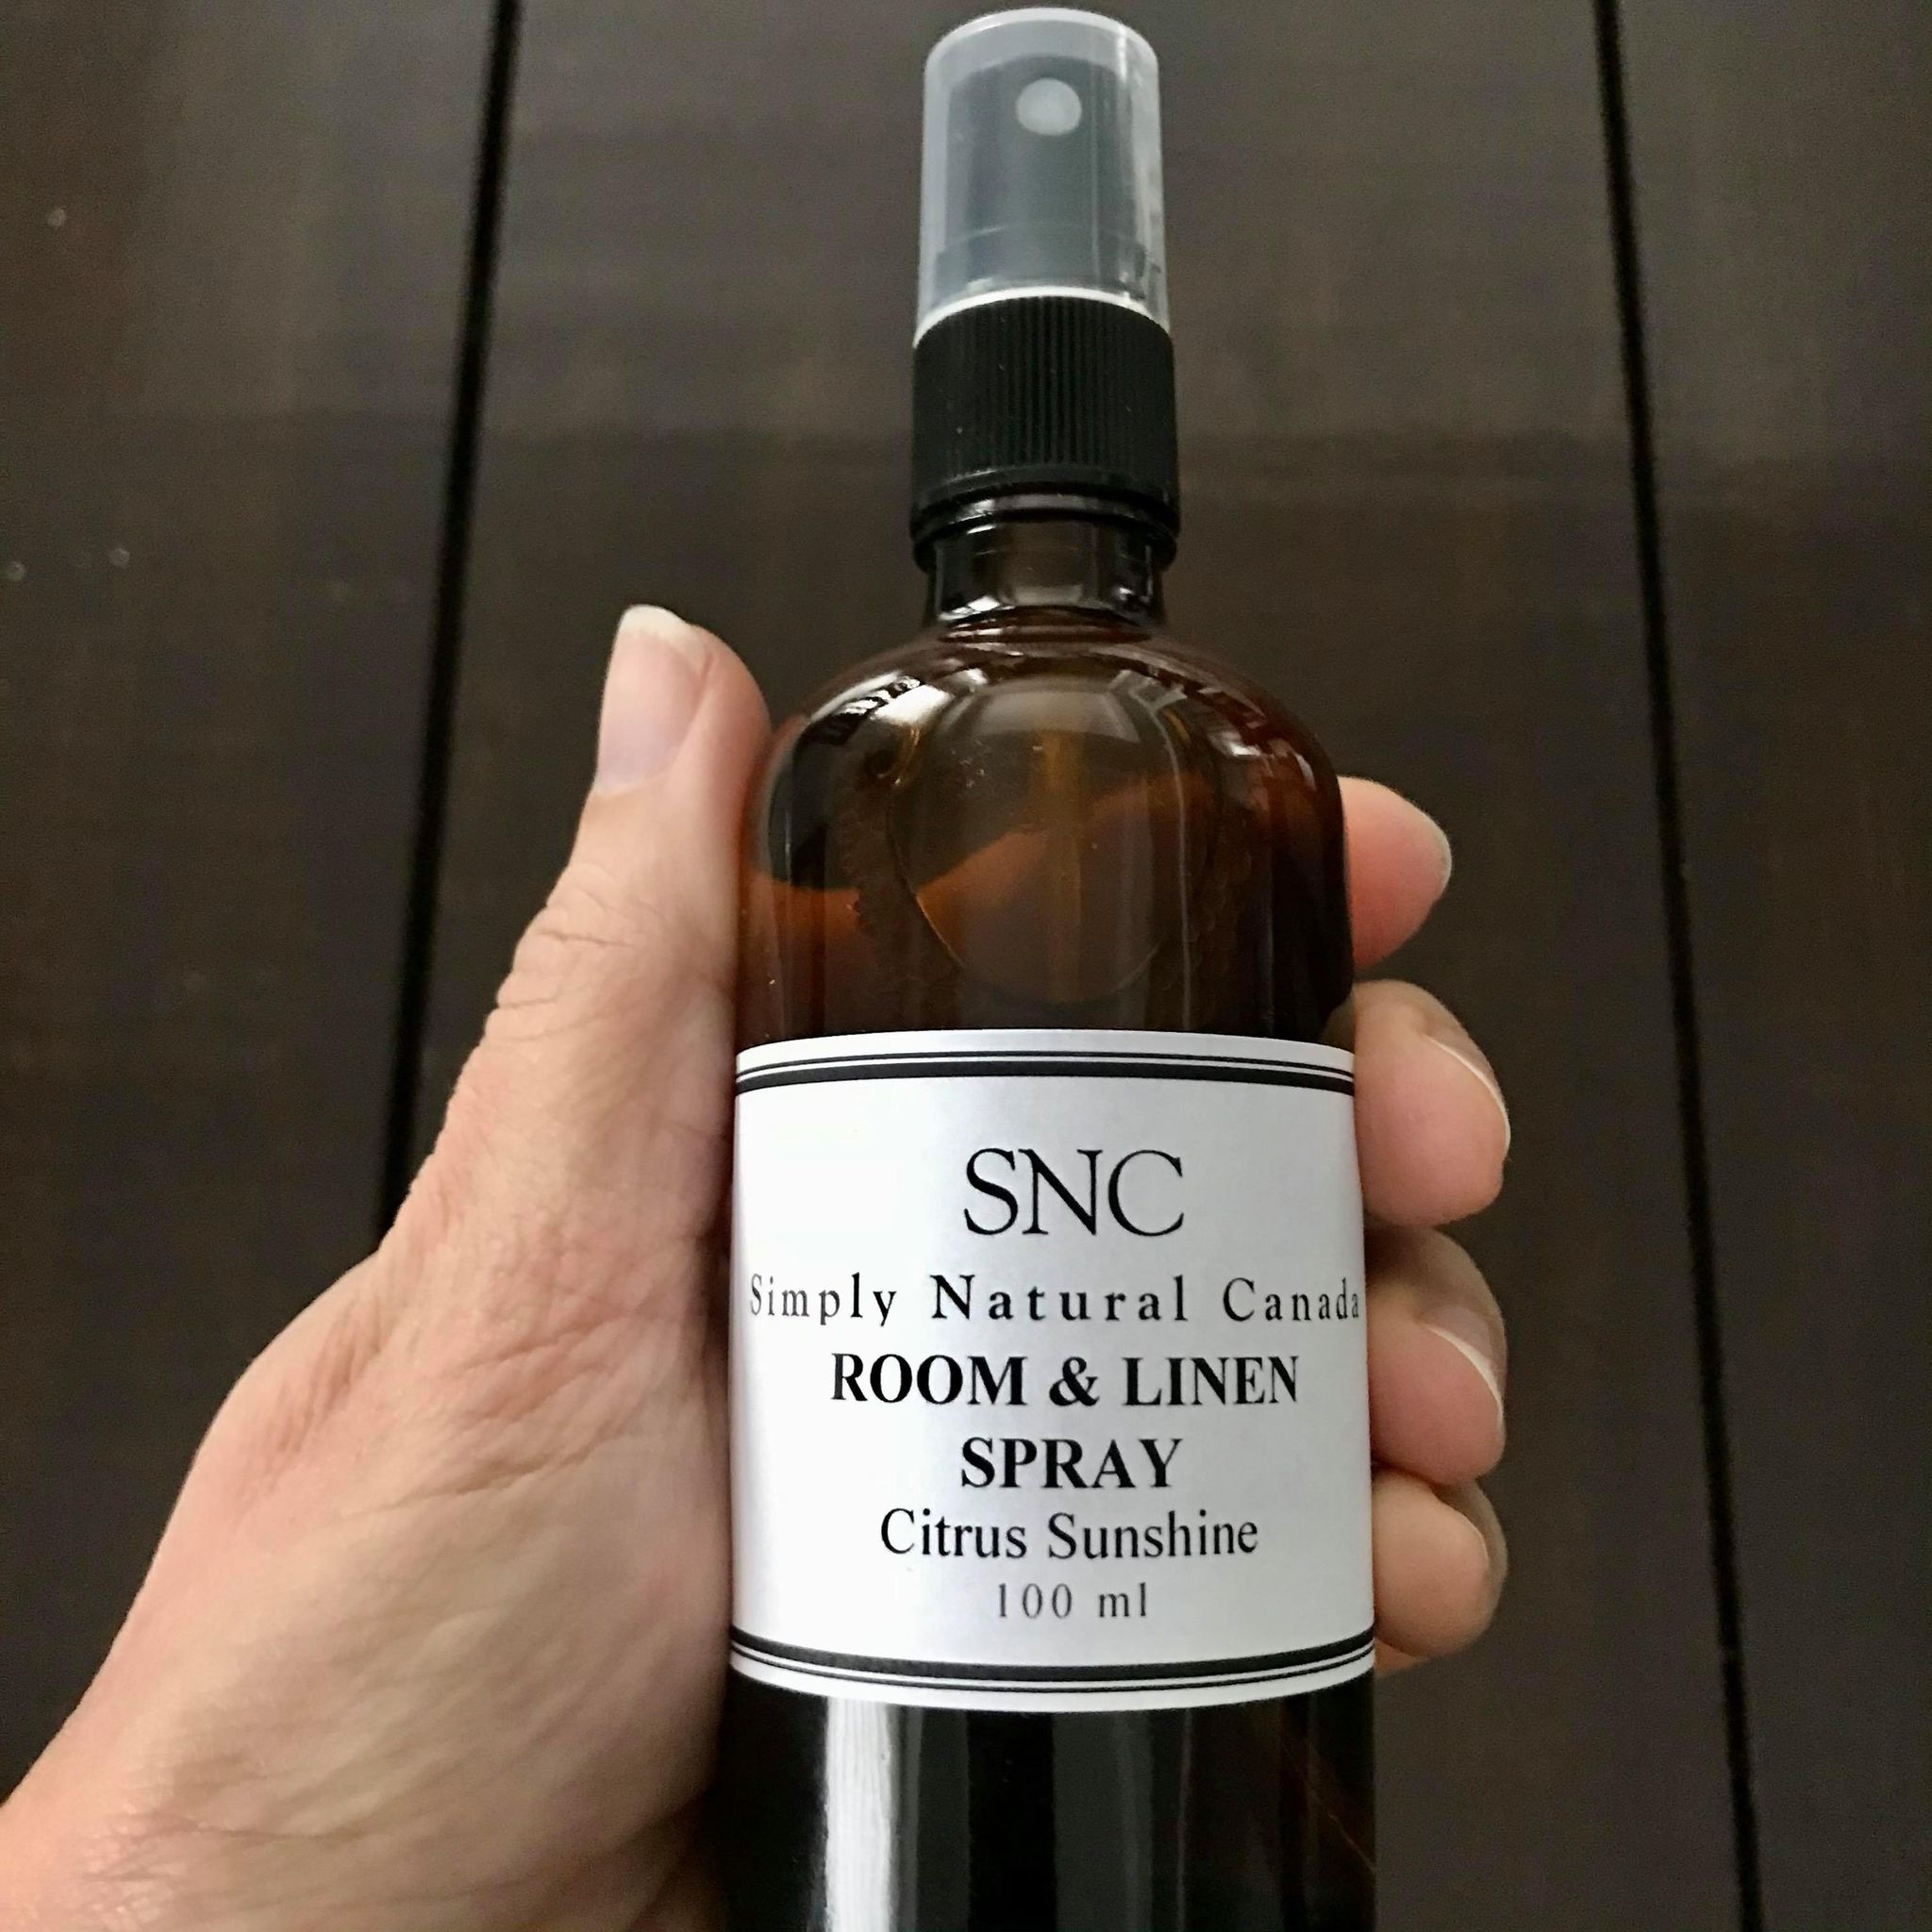 SNC
Simply Natural Canada
ROOM & LINEN
SPRAY
Citrus Sunshine
100 ml